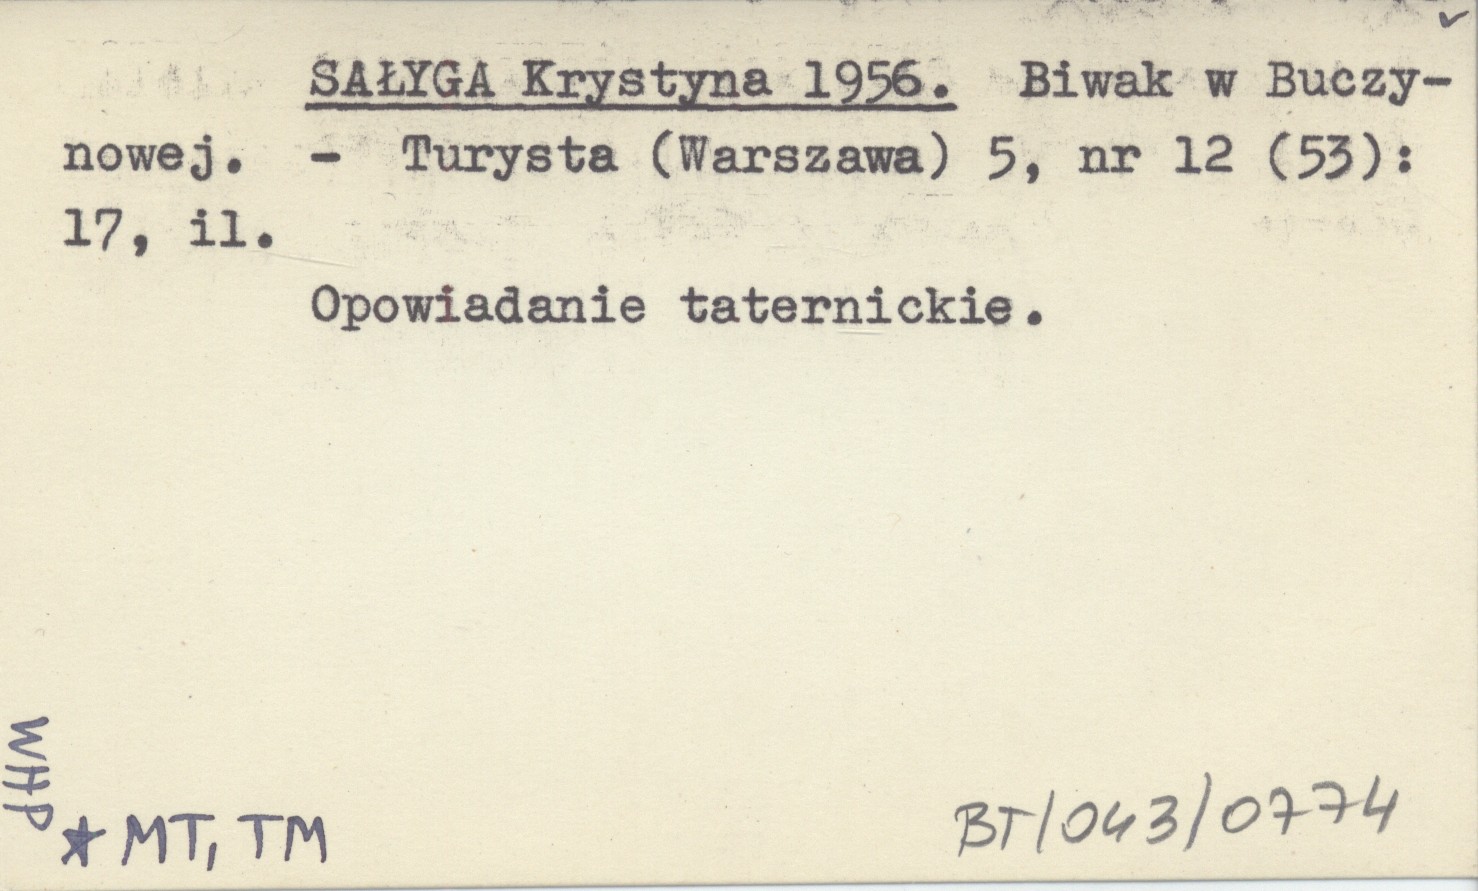 SAŁYGA Krystyna 1956. Biwak w Buczy-
nowej. - Turysta (Warszawa) 5, nr 12 (53):
17, il.
Opowiadanie taternickie.
WHP
★ MT, TM
BT/043/0774